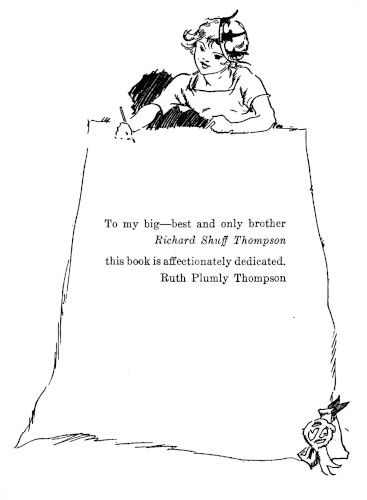 To my big—best and only brother
Richard Shuff Thompson
this book is affectionately dedicated.
Ruth Plumly Thompson